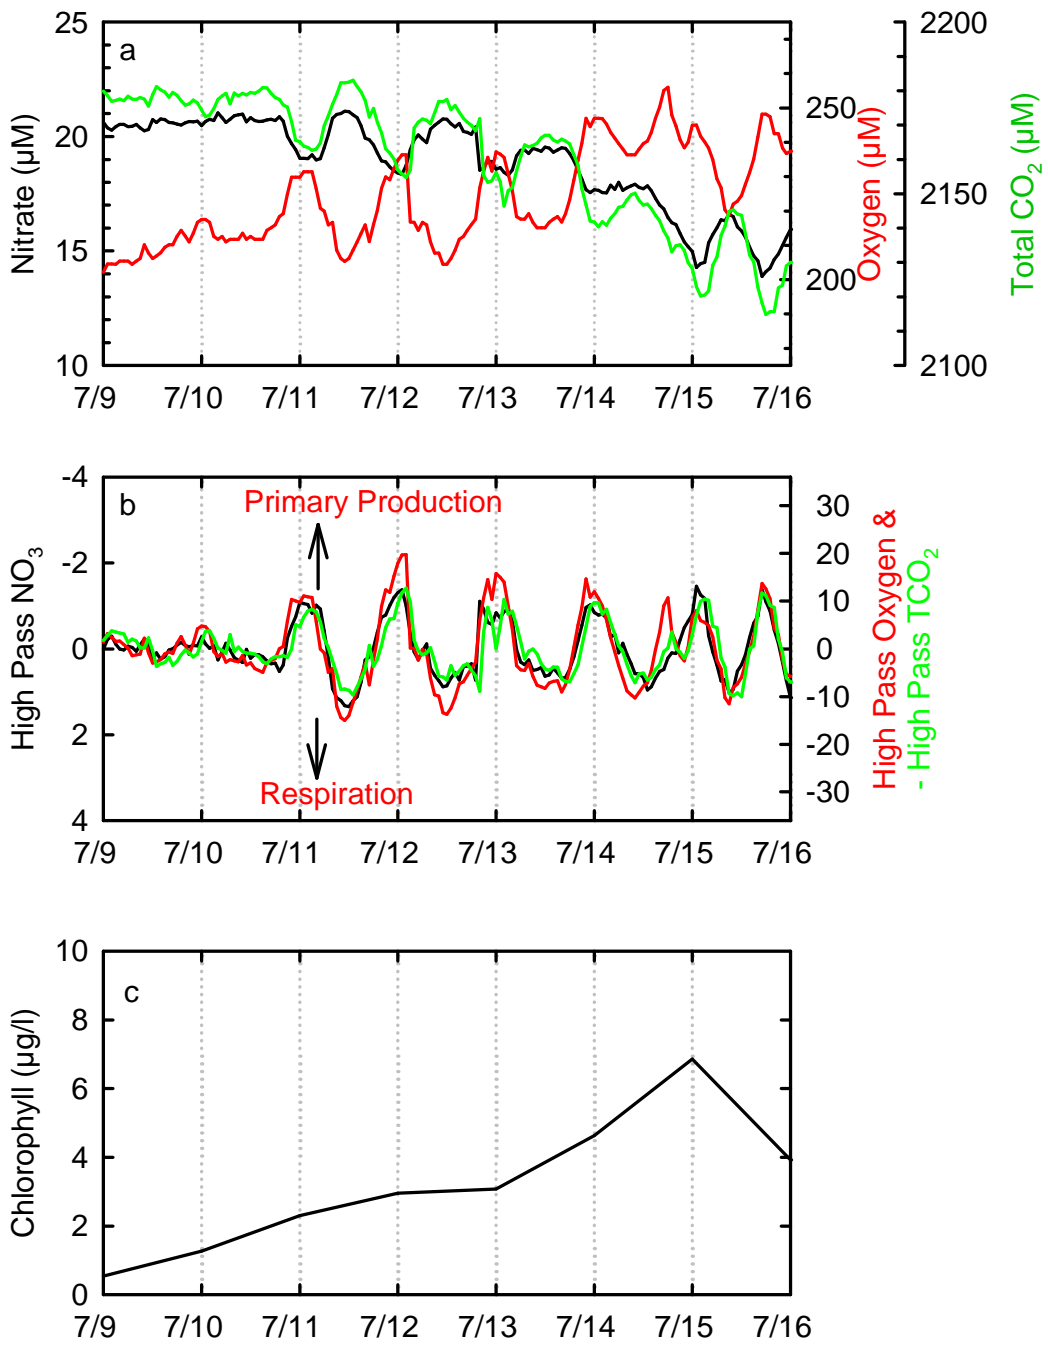 a
Nitrate (µM)
25
20
15
10
250
200
Oxygen (µM)
2200
2150
2100
Total CO2 (µM)
7/9 7/10 7/11 7/12 7/13 7/14 7/15 7/16
b
High Pass NO3
-4
-2
0
2
4
Primary Production
Respiration
30
20
10
0
-10
-20
-30
High Pass Oxygen &
- High Pass TCO2
7/9 7/10 7/11 7/12 7/13 7/14 7/15 7/16
c
Chlorophyll (µg/l)
10
8
6
4
2
0
7/9 7/10 7/11 7/12 7/13 7/14 7/15 7/16